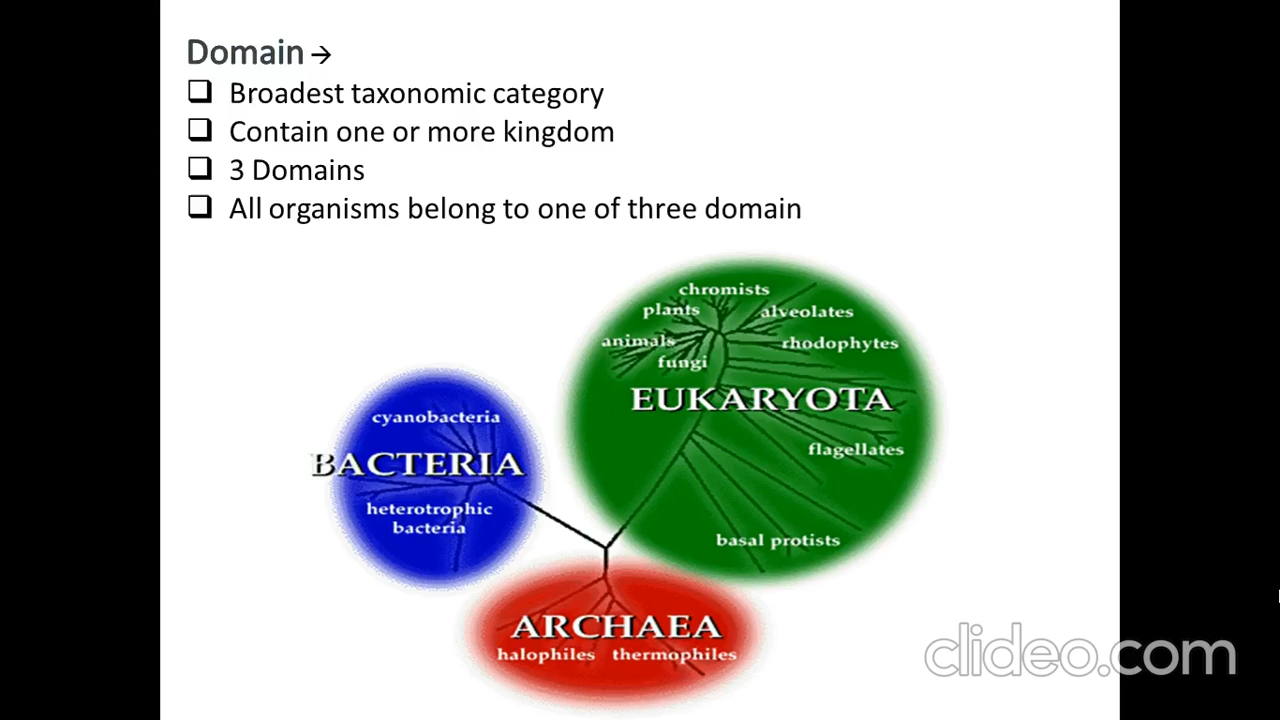 Domain →
❑ Broadest taxonomic category
❑ Contain one or more kingdom
❑ 3 Domains
❑ All organisms belong to one of three domain
chromists
plants
alveolates
animals
rhodophytes
fungi
EUKARYOTA
cyanobacteria
flagellates
BACTERIA
heterotrophic
bacteria
basal protists
ARCHAEA
halophiles thermophiles
clideo.com